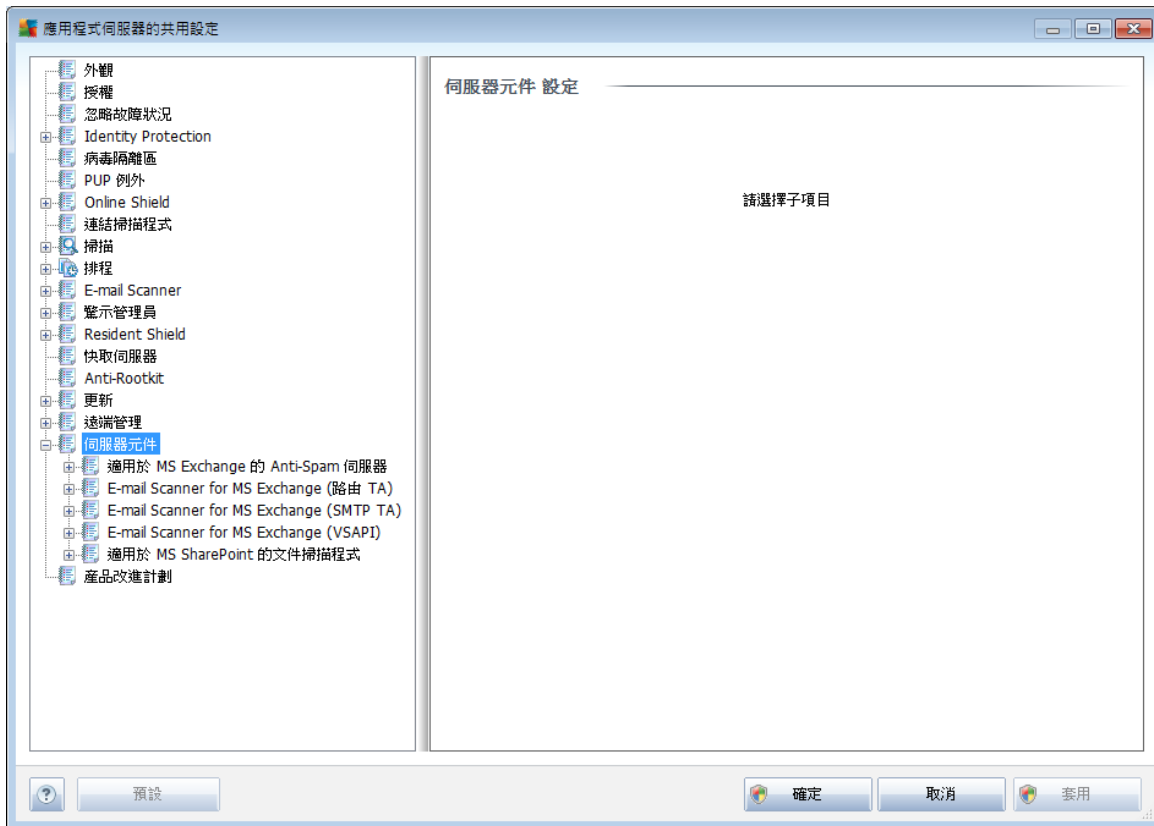 應用程式伺服器的共用設定
外觀
授權
忽略故障狀況
Identity Protection
病毒隔離區
PUP 例外
Online Shield
連結掃描程式
掃描
排程
E-mail Scanner
警示管理員
Resident Shield
快取伺服器
Anti-Rootkit
更新
遠端管理
伺服器元件
適用於 MS Exchange 的 Anti-Spam 伺服器
E-mail Scanner for MS Exchange (路由 TA)
E-mail Scanner for MS Exchange (SMTP TA)
E-mail Scanner for MS Exchange (VSAPI)
適用於 MS SharePoint 的文件掃描程式
產品改進計劃
伺服器元件 設定
請選擇子項目
?
預設
確定
取消
套用